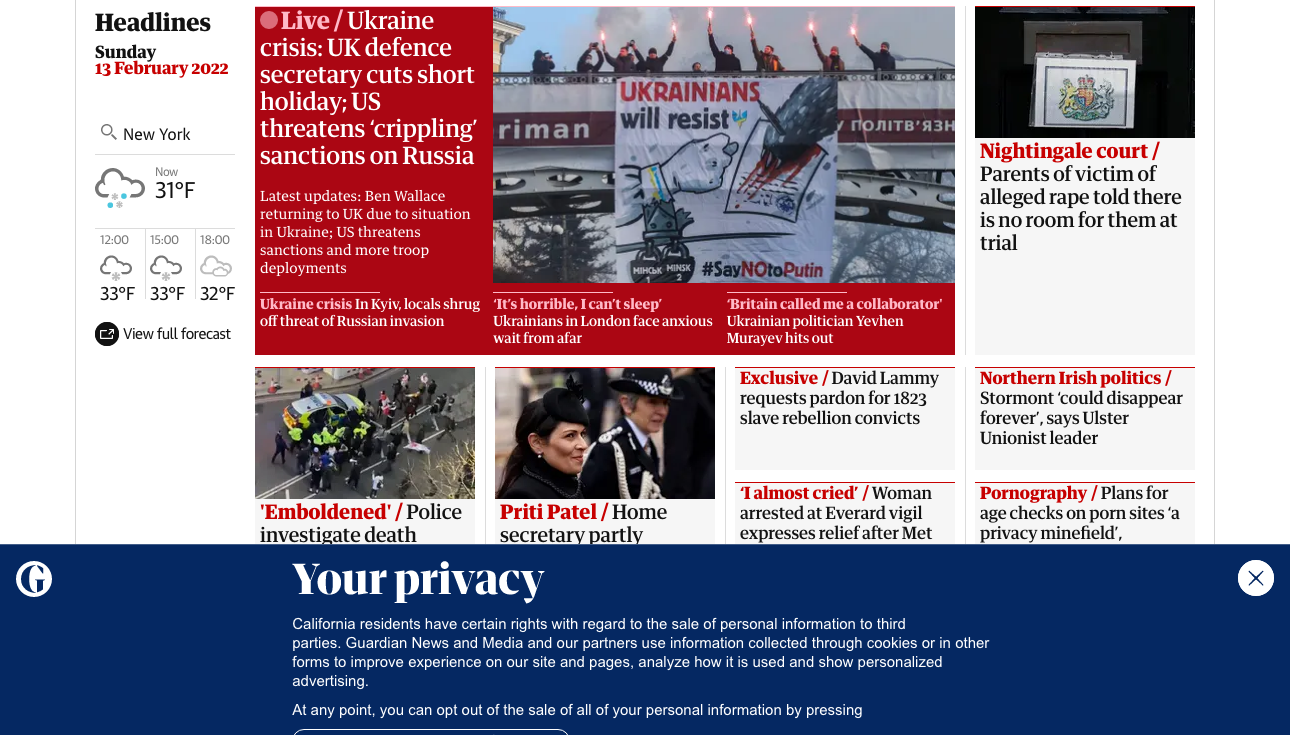 Headlines
Sunday
13 February 2022
New York
Now
31°F
12:00
15:00
18:00
33°F
33°F
32°F
View full forecast
Live / Ukraine
crisis: UK defence
secretary cuts short
holiday; US
threatens ‘crippling’
sanctions on Russia
Latest updates: Ben Wallace
returning to UK due to situation
in Ukraine; US threatens
sanctions and more troop
deployments
UKRAINIANS
will resist
rriman
У ПОЛІТВ'ЯЗН
МІНСЬК
MINSK
2
#SayNOtoPutin
Ukraine crisis In Kyiv, locals shrug
off threat of Russian invasion
‘It’s horrible, I can’t sleep’
Ukrainians in London face anxious
wait from afar
‘Britain called me a collaborator’
Ukrainian politician Yevhen
Murayev hits out
Nightingale court /
Parents of victim of
alleged rape told there
is no room for them at
trial
'Emboldened' / Police
investigate death
Priti Patel / Home
secretary partly
Exclusive / David Lammy
requests pardon for 1823
slave rebellion convicts
‘I almost cried’ / Woman
arrested at Everard vigil
expresses relief after Met
Northern Irish politics /
Stormont ‘could disappear
forever’, says Ulster
Unionist leader
Pornography / Plans for
age checks on porn sites ‘a
privacy minefield’,
Your privacy
California residents have certain rights with regard to the sale of personal information to third
parties. Guardian News and Media and our partners use information collected through cookies or in other
forms to improve experience on our site and pages, analyze how it is used and show personalized
advertising.
At any point, you can opt out of the sale of all of your personal information by pressing